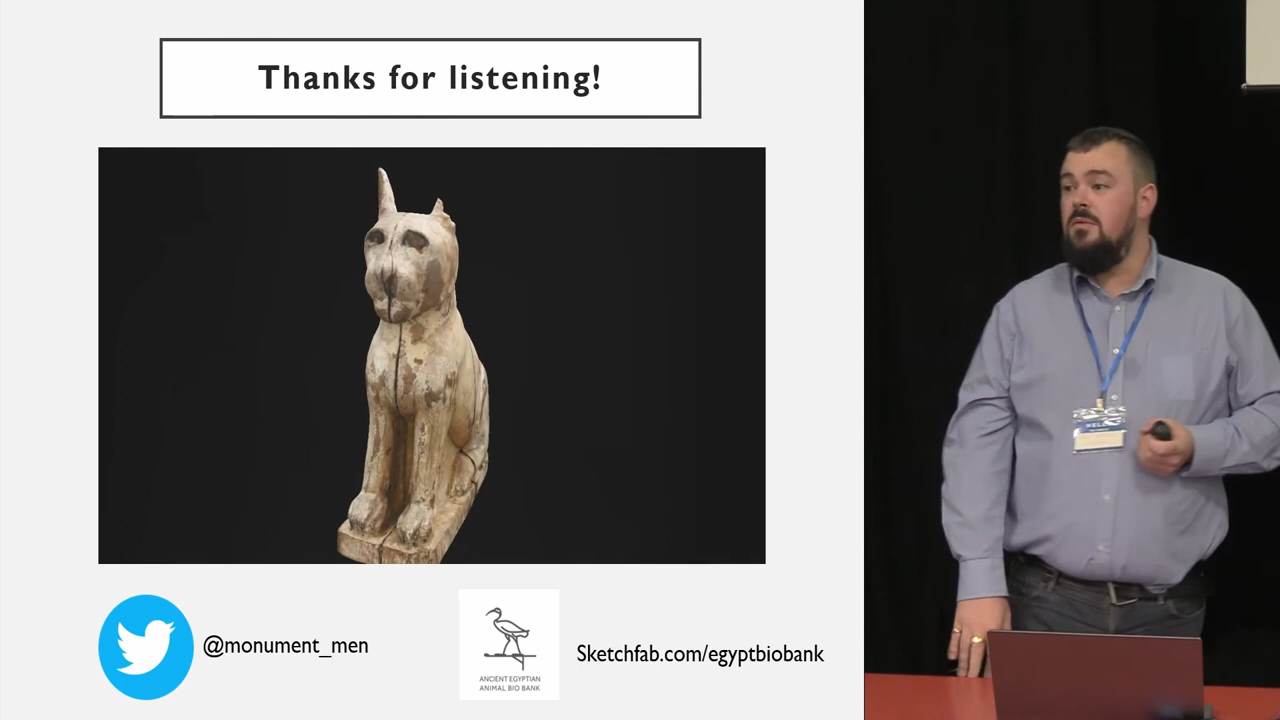 Thanks for listening!
@monument_men
ANCIENT EGYPTIAN
ANIMAL BIO BANK
Sketchfab.com/egyptbiobank